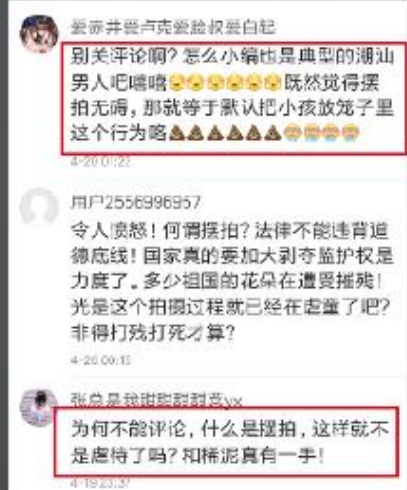 爱赤井爱卢克爱脸叔爱白起
别关评论啊？怎么小编也是典型的潮汕
男人吧嘻嘻😌😌😌😌😌😌既然觉得摆
拍无碍，那就等于默认把小孩放笼子里
这个行为咯💩💩💩💩💩💩😭😭😭😭
4-20 01:22
用户2556996957
令人愤怒！何谓摆拍？法律不能违背道
德底线！国家真的要加大剥夺监护权是
力度了。多少祖国的花朵在遭受摧残！
光是这个拍摄过程就已经在虐童了吧？
非得打残打死才算？
4-20 00:15
张总是我甜甜甜甜
为何不能评论，什么是摆拍，这样就不
是虐待了吗？和稀泥真有一手！
4-19 23:37